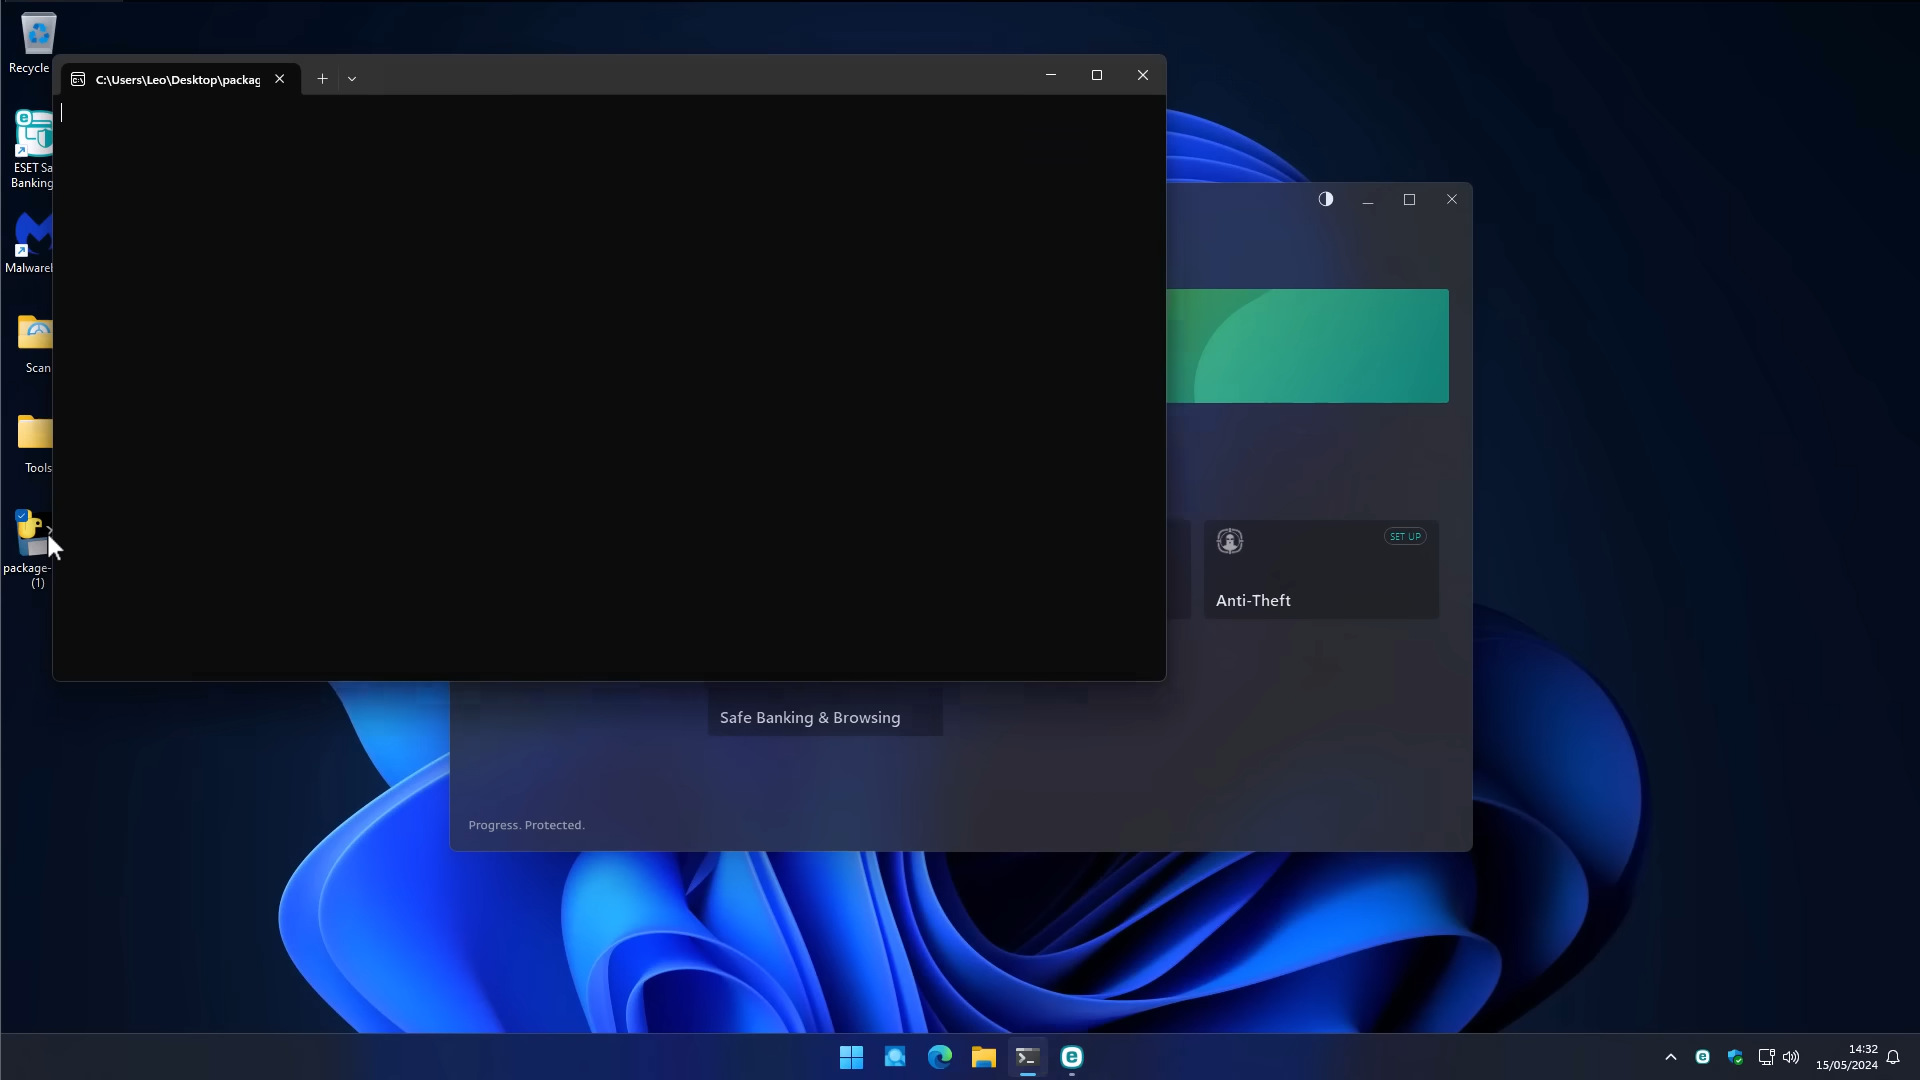 Recycle
C:\Users\Leo\Desktop\packag
ESET Sa
Banking
Malware
Scan
Tools
package-
(1)
SET UP
Anti-Theft
Safe Banking & Browsing
Progress. Protected.
14:32
15/05/2024